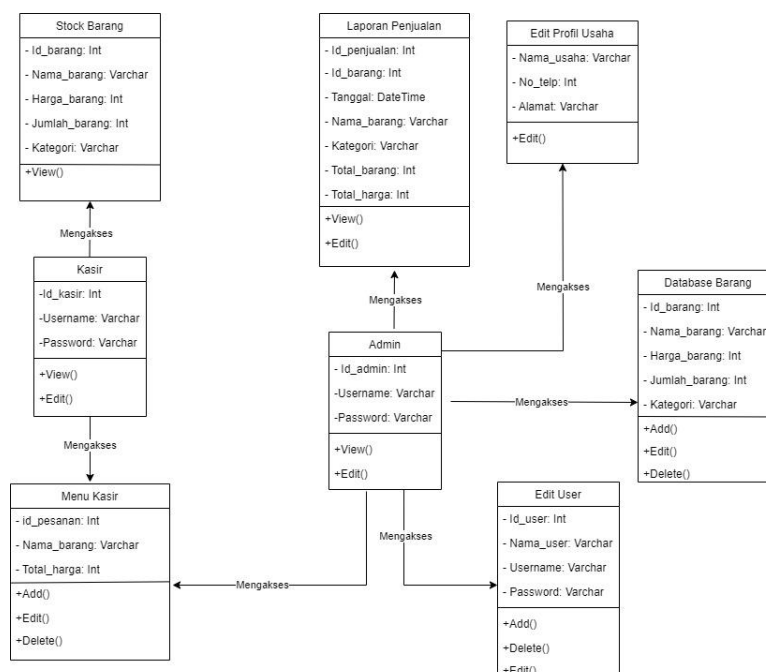 Stock Barang
- Id_barang: Int
- Nama_barang: Varchar
- Harga_barang: Int
- Jumlah_barang: Int
- Kategori: Varchar
+View()
Mengakses
Kasir
-Id_kasir: Int
-Username: Varchar
-Password: Varchar
+View()
+Edit()
Mengakses
Menu Kasir
- id_pesanan: Int
- Nama_barang: Varchar
- Total_harga: Int
+Add()
+Edit()
+Delete()
Laporan Penjualan
- Id_penjualan: Int
- Id_barang: Int
- Tanggal: DateTime
- Nama_barang: Varchar
- Kategori: Varchar
- Total_barang: Int
- Total_harga: Int
+View()
+Edit()
Mengakses
Admin
- Id_admin: Int
-Username: Varchar
-Password: Varchar
+View()
+Edit()
Mengakses
Mengakses
Edit Profil Usaha
- Nama_usaha: Varchar
- No_telp: Int
- Alamat: Varchar
+Edit()
Mengakses
Mengakses
Database Barang
- Id_barang: Int
- Nama_barang: Varchar
- Harga_barang: Int
- Jumlah_barang: Int
- Kategori: Varchar
+Add()
+Edit()
+Delete()
Edit User
- Id_user: Int
- Nama_user: Varchar
- Username: Varchar
- Password: Varchar
+Add()
+Delete()
+Edit()